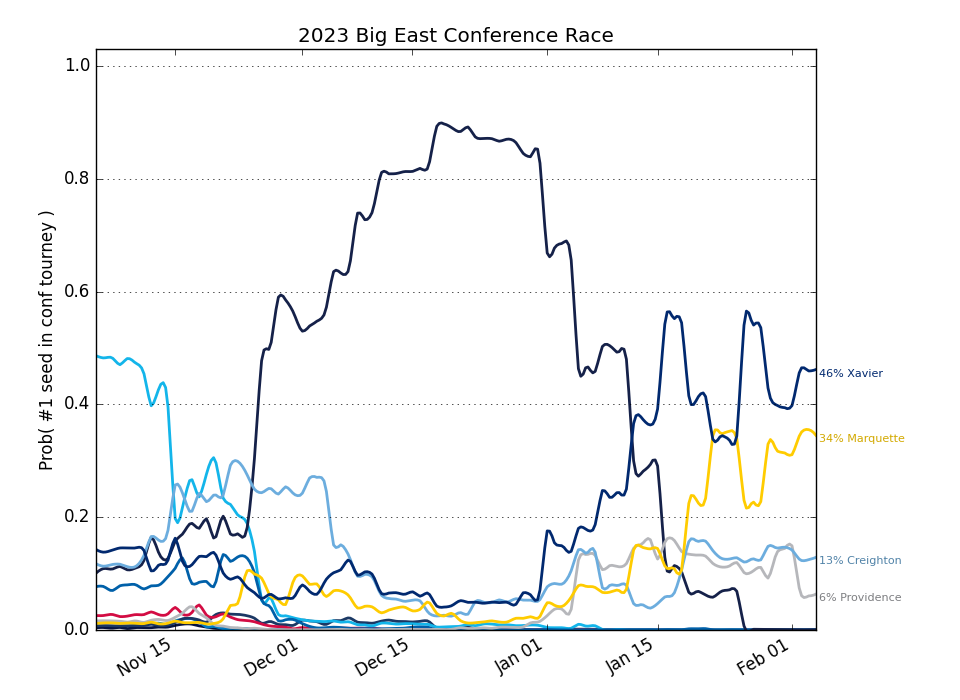 2023 Big East Conference Race
Prob( #1 seed in conf tourney )
1.0
0.8
0.6
0.4
0.2
0.0
Nov 15
Dec 01
Dec 15
Jan 01
Jan 15
Feb 01
46% Xavier
34% Marquette
13% Creighton
6% Providence